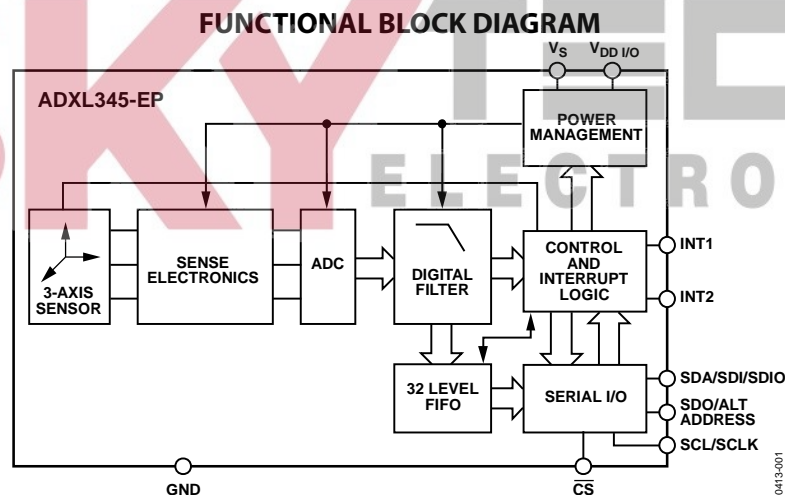 FUNCTIONAL BLOCK DIAGRAM
VS
VDD I/O
ADXL345-EP
POWER
MANAGEMENT
3-AXIS
SENSOR
SENSE
ELECTRONICS
ADC
DIGITAL
FILTER
CONTROL
AND
INTERRUPT
LOGIC
INT1
INT2
32 LEVEL
FIFO
SERIAL I/O
SDA/SDI/SDIO
SDO/ALT
ADDRESS
SCL/SCLK
GND
CS
0413-001
ELECTRO